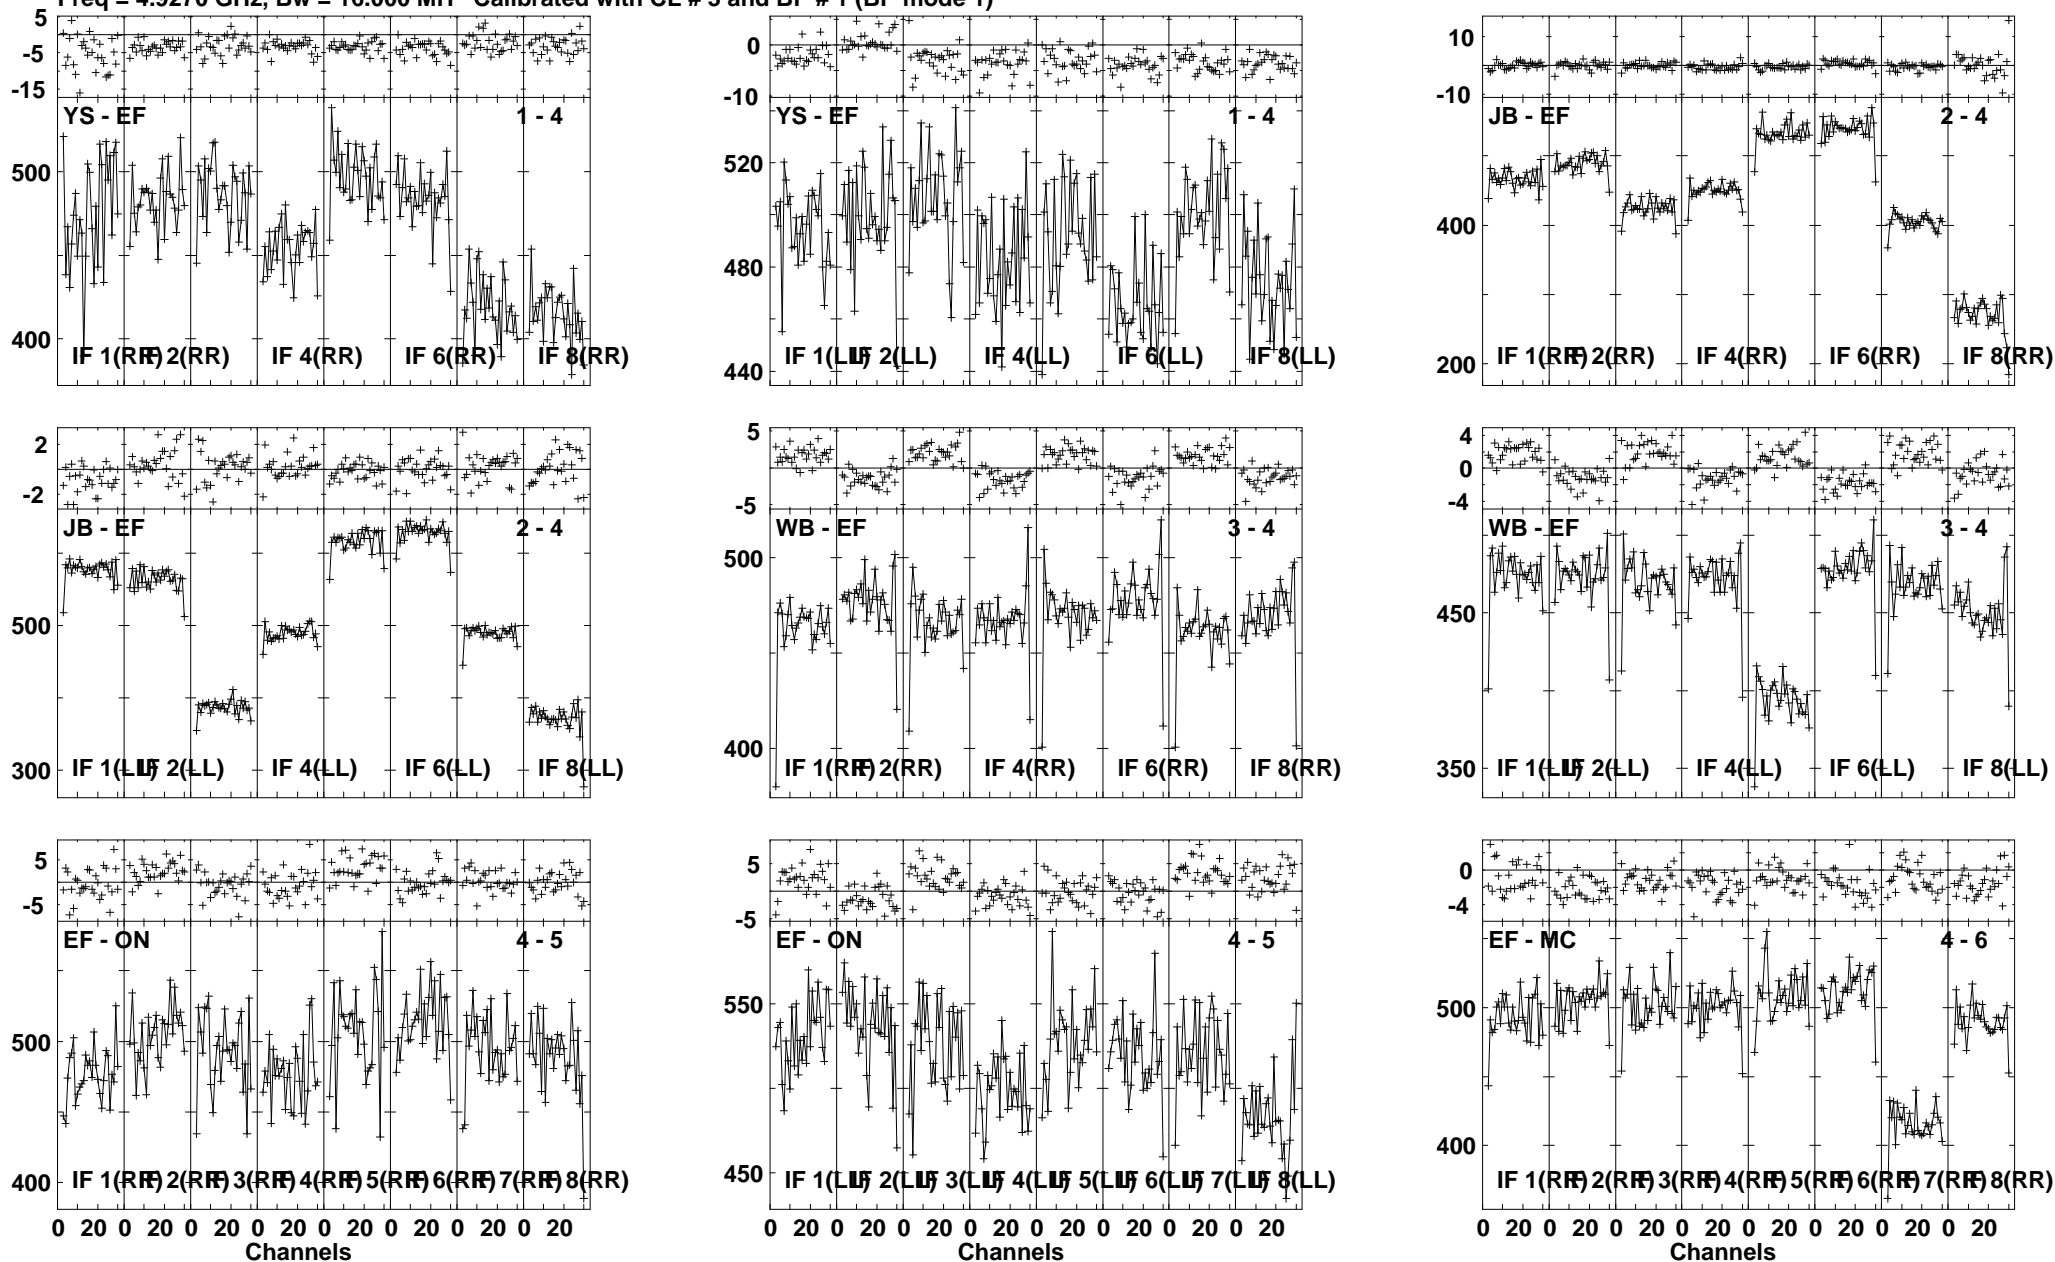 Freq = 4.9270 GHz, Bw = 16.000 MH Calibrated with CL # 3 and BP # 1 (BP mode 1)
5 -5 -15
YS - EF 1 - 4
500
400
IF 1(RR) IF 2(RR) IF 4(RR) IF 6(RR) IF 8(RR)
0 -10
YS - EF 1 - 4
520
480
440
IF 1(LL) IF 2(LL) IF 4(LL) IF 6(LL) IF 8(LL)
10 -10
JB - EF 2 - 4
400
200
IF 1(RR) IF 2(RR) IF 4(RR) IF 6(RR) IF 8(RR)
2 -2
JB - EF 2 - 4
500
300
IF 1(LL) IF 2(LL) IF 4(LL) IF 6(LL) IF 8(LL)
5 -5
WB - EF 3 - 4
500
400
IF 1(RR) IF 2(RR) IF 4(RR) IF 6(RR) IF 8(RR)
4 0 -4
WB - EF 3 - 4
450
350
IF 1(LL) IF 2(LL) IF 4(LL) IF 6(LL) IF 8(LL)
5 -5
EF - ON 4 - 5
500
400
IF 1(RR) IF 2(RR) IF 3(RR) IF 4(RR) IF 5(RR) IF 6(RR) IF 7(RR) IF 8(RR)
0 20 0 20 0 20 0 20 0 20 0 20 0 20 0 20
Channels
5 -5
EF - ON 4 - 5
550
450
IF 1(LL) IF 2(LL) IF 3(LL) IF 4(LL) IF 5(LL) IF 6(LL) IF 7(LL) IF 8(LL)
0 20 0 20 0 20 0 20 0 20 0 20 0 20 0 20
Channels
0 -4
EF - MC 4 - 6
500
400
IF 1(RR) IF 2(RR) IF 3(RR) IF 4(RR) IF 5(RR) IF 6(RR) IF 7(RR) IF 8(RR)
0 20 0 20 0 20 0 20 0 20 0 20 0 20 0 20
Channels